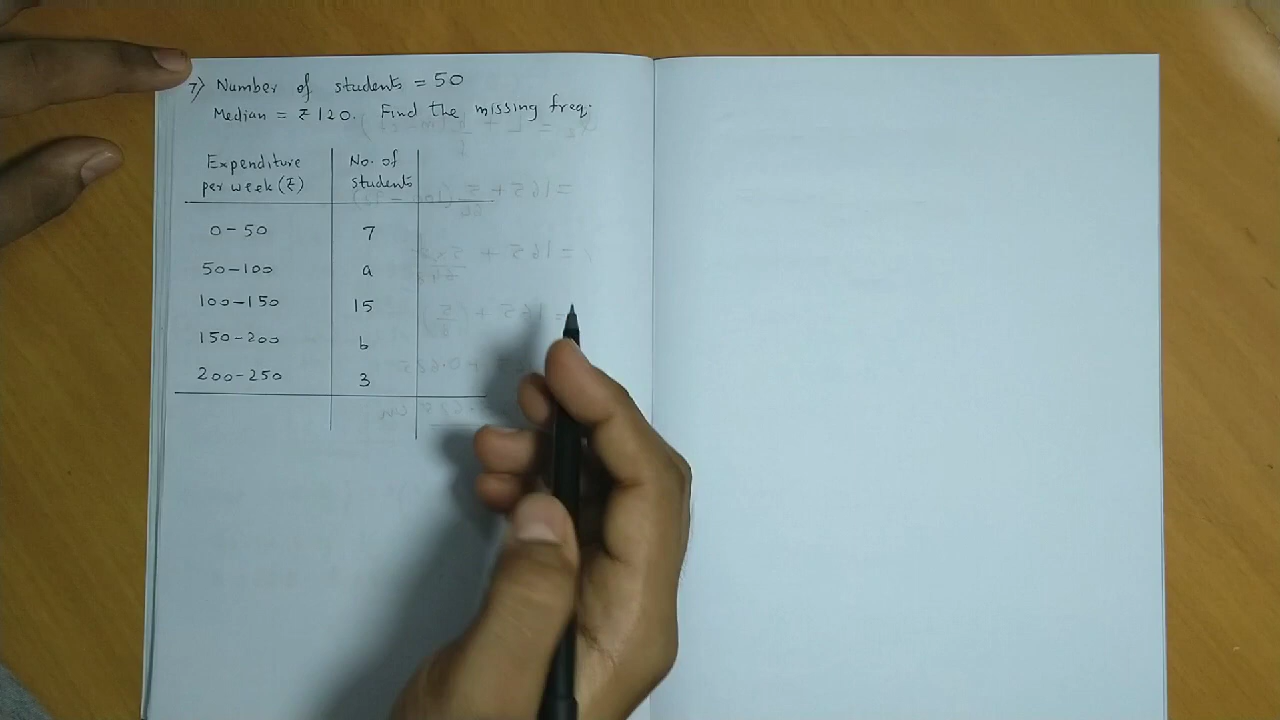 7) Number of students = 50
Median = ₹120. Find the missing freq.
Expenditure per week (₹) No. of students
0-50 7
50-100 a
100-150 15
150-200 b
200-250 3